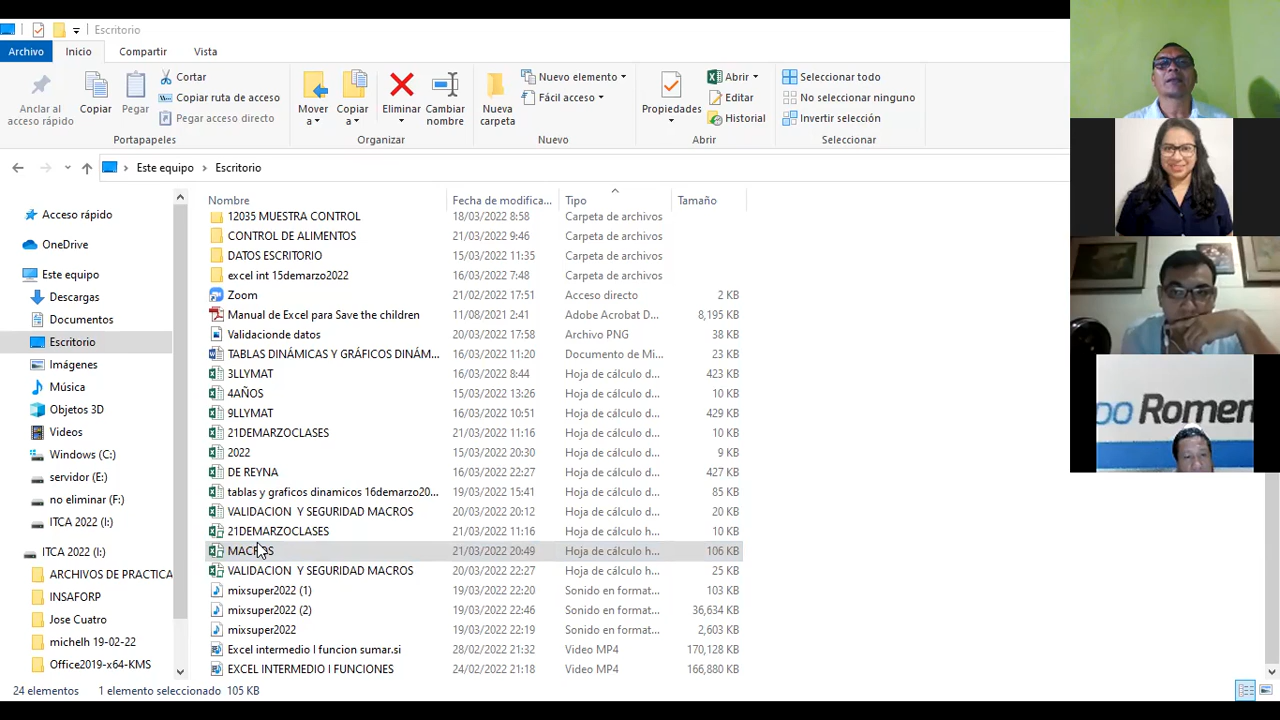 Escritorio
Archivo Inicio Compartir Vista
Anclar al acceso rápido
Copiar
Pegar
Cortar
Copiar ruta de acceso
Pegar acceso directo
Portapapeles
Mover a
Copiar a
Eliminar
Cambiar nombre
Organizar
Nueva carpeta
Nuevo elemento
Fácil acceso
Nuevo
Propiedades
Abrir
Editar
Historial
Abrir
Seleccionar todo
No seleccionar ninguno
Invertir selección
Seleccionar
Este equipo > Escritorio
Acceso rápido
OneDrive
Este equipo
Descargas
Documentos
Escritorio
Imágenes
Música
Objetos 3D
Videos
Windows (C:)
servidor (E:)
no eliminar (F:)
ITCA 2022 (I:)
ITCA 2022 (I:)
ARCHIVOS DE PRACTICA
INSAFORP
Jose Cuatro
michelh 19-02-22
Office2019-x64-KMS
Nombre Fecha de modifica... Tipo Tamaño
12035 MUESTRA CONTROL 18/03/2022 8:58 Carpeta de archivos
CONTROL DE ALIMENTOS 21/03/2022 9:46 Carpeta de archivos
DATOS ESCRITORIO 15/03/2022 11:35 Carpeta de archivos
excel int 15demarzo2022 16/03/2022 7:48 Carpeta de archivos
Zoom 21/02/2022 17:51 Acceso directo 2 KB
Manual de Excel para Save the children 11/08/2021 2:41 Adobe Acrobat D... 8,195 KB
Validacionde datos 20/03/2022 17:58 Archivo PNG 38 KB
TABLAS DINÁMICAS Y GRÁFICOS DINÁM... 16/03/2022 11:20 Documento de Mi... 23 KB
3LLYMAT 16/03/2022 8:44 Hoja de cálculo d... 423 KB
4AÑOS 15/03/2022 13:26 Hoja de cálculo d... 10 KB
9LLYMAT 16/03/2022 10:51 Hoja de cálculo d... 429 KB
21DEMARZOCLASES 21/03/2022 11:16 Hoja de cálculo d... 10 KB
2022 15/03/2022 20:30 Hoja de cálculo d... 9 KB
DE REYNA 16/03/2022 22:27 Hoja de cálculo d... 427 KB
tablas y graficos dinamicos 16demarzo20... 19/03/2022 15:41 Hoja de cálculo d... 85 KB
VALIDACION Y SEGURIDAD MACROS 20/03/2022 20:12 Hoja de cálculo d... 20 KB
21DEMARZOCLASES 21/03/2022 11:16 Hoja de cálculo h... 10 KB
MACROS 21/03/2022 20:49 Hoja de cálculo h... 106 KB
VALIDACION Y SEGURIDAD MACROS 20/03/2022 22:27 Hoja de cálculo h... 25 KB
mixsuper2022 (1) 19/03/2022 22:20 Sonido en format... 103 KB
mixsuper2022 (2) 19/03/2022 22:46 Sonido en format... 36,634 KB
mixsuper2022 19/03/2022 22:19 Sonido en format... 2,603 KB
Excel intermedio I funcion sumar.si 28/02/2022 21:32 Video MP4 170,128 KB
EXCEL INTERMEDIO I FUNCIONES 24/02/2022 21:18 Video MP4 166,880 KB
24 elementos 1 elemento seleccionado 105 KB